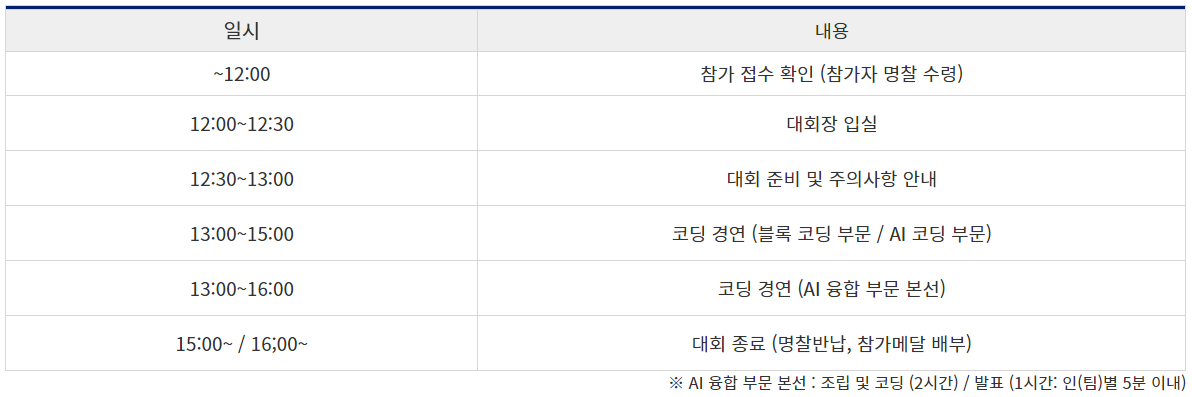 일시 내용
~12:00 참가 접수 확인 (참가자 명찰 수령)
12:00~12:30 대회장 입실
12:30~13:00 대회 준비 및 주의사항 안내
13:00~15:00 코딩 경연 (블록 코딩 부문 / AI 코딩 부문)
13:00~16:00 코딩 경연 (AI 융합 부문 본선)
15:00~ / 16;00~ 대회 종료 (명찰반납, 참가메달 배부)
※ AI 융합 부문 본선 : 조립 및 코딩 (2시간) / 발표 (1시간: 인(팀)별 5분 이내)